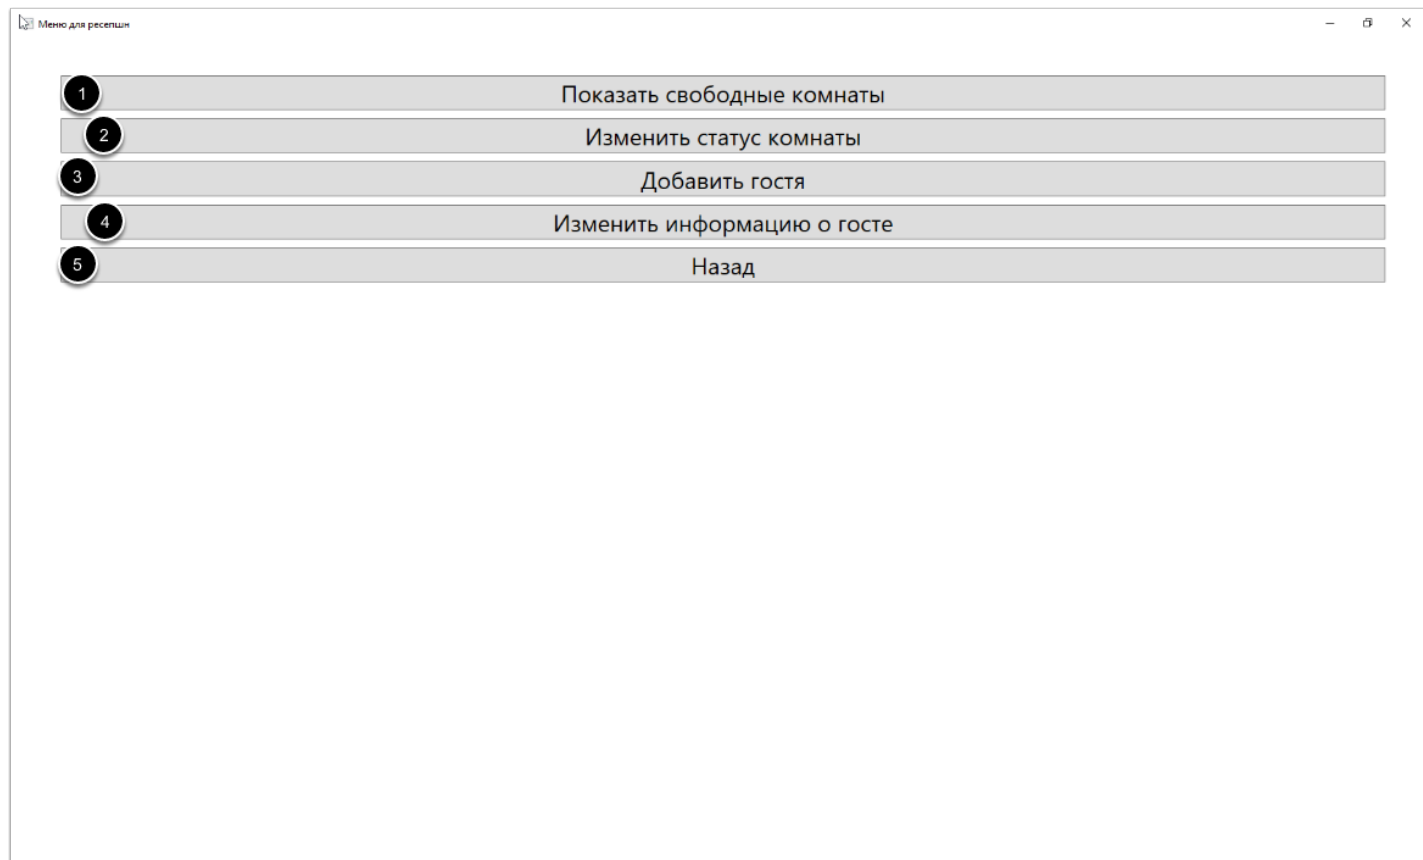 Меню для ресепшн
1 Показать свободные комнаты
2 Изменить статус комнаты
3 Добавить гостя
4 Изменить информацию о госте
5 Назад